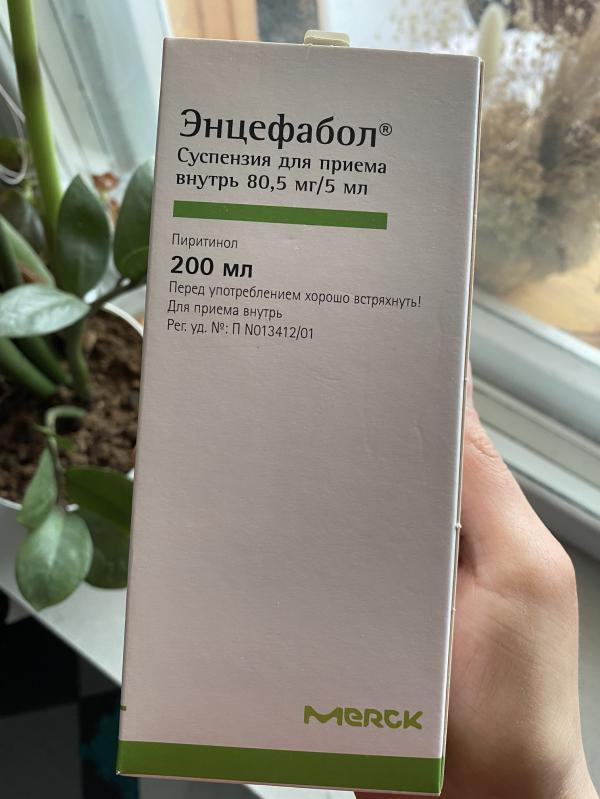 Энцефабол®
Суспензия для приема
внутрь 80,5 мг/5 мл
Пиритинол
200 мл
Перед употреблением хорошо встряхнуть!
Для приема внутрь
Рег. уд. №: П N013412/01
Merck